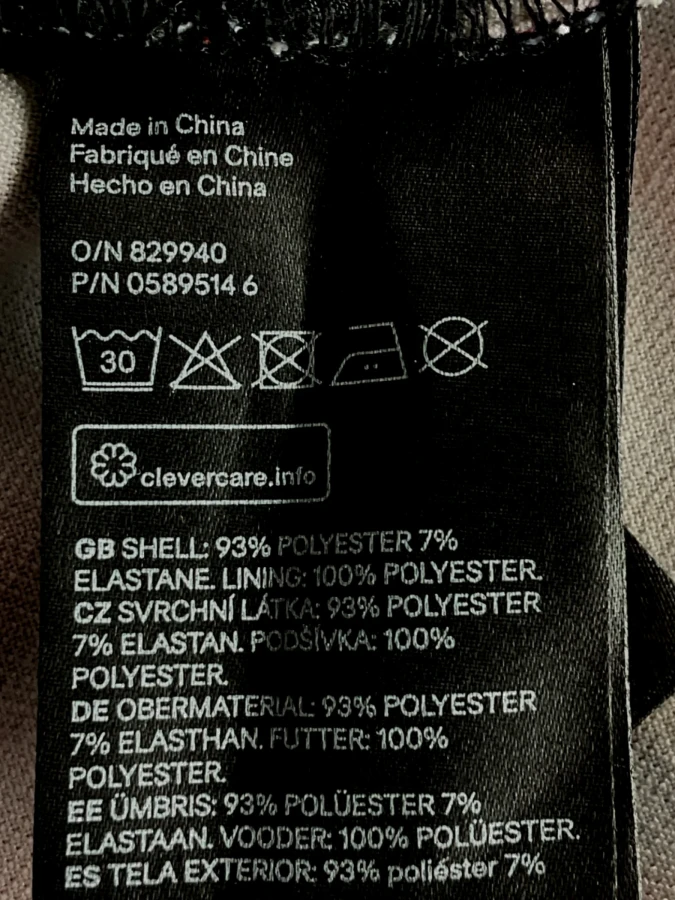 Made in China
Fabriqué en Chine
Hecho en China
O/N 829940
P/N 0589514 6
30
clevercare.info
GB SHELL: 93% POLYESTER 7%
ELASTANE. LINING: 100% POLYESTER.
CZ SVRCHNÍ LÁTKA: 93% POLYESTER
7% ELASTAN. PODŠÍVKA: 100%
POLYESTER.
DE OBERMATERIAL: 93% POLYESTER
7% ELASTHAN. FUTTER: 100%
POLYESTER.
EE ÜMBRIS: 93% POLÜESTER 7%
ELASTAAN. VOODER: 100% POLÜESTER.
ES TELA EXTERIOR: 93% poliéster 7%